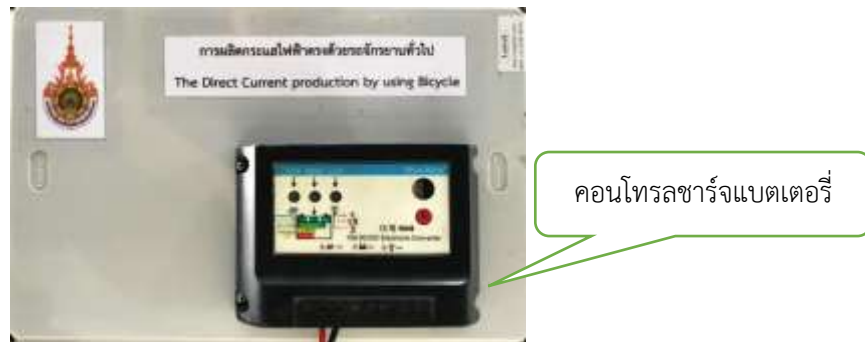 การผลิตกระแสไฟฟ้าตรงด้วยรถจักรยานทั่วไป
The Direct Current production by using Bicycle
คอนโทรลชาร์จแบตเตอรี่
Electronic Converter